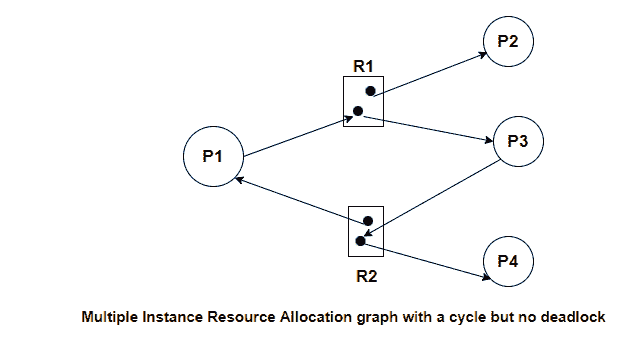 P2
R1
P3
P1
R2
P4
Multiple Instance Resource Allocation graph with a cycle but no deadlock